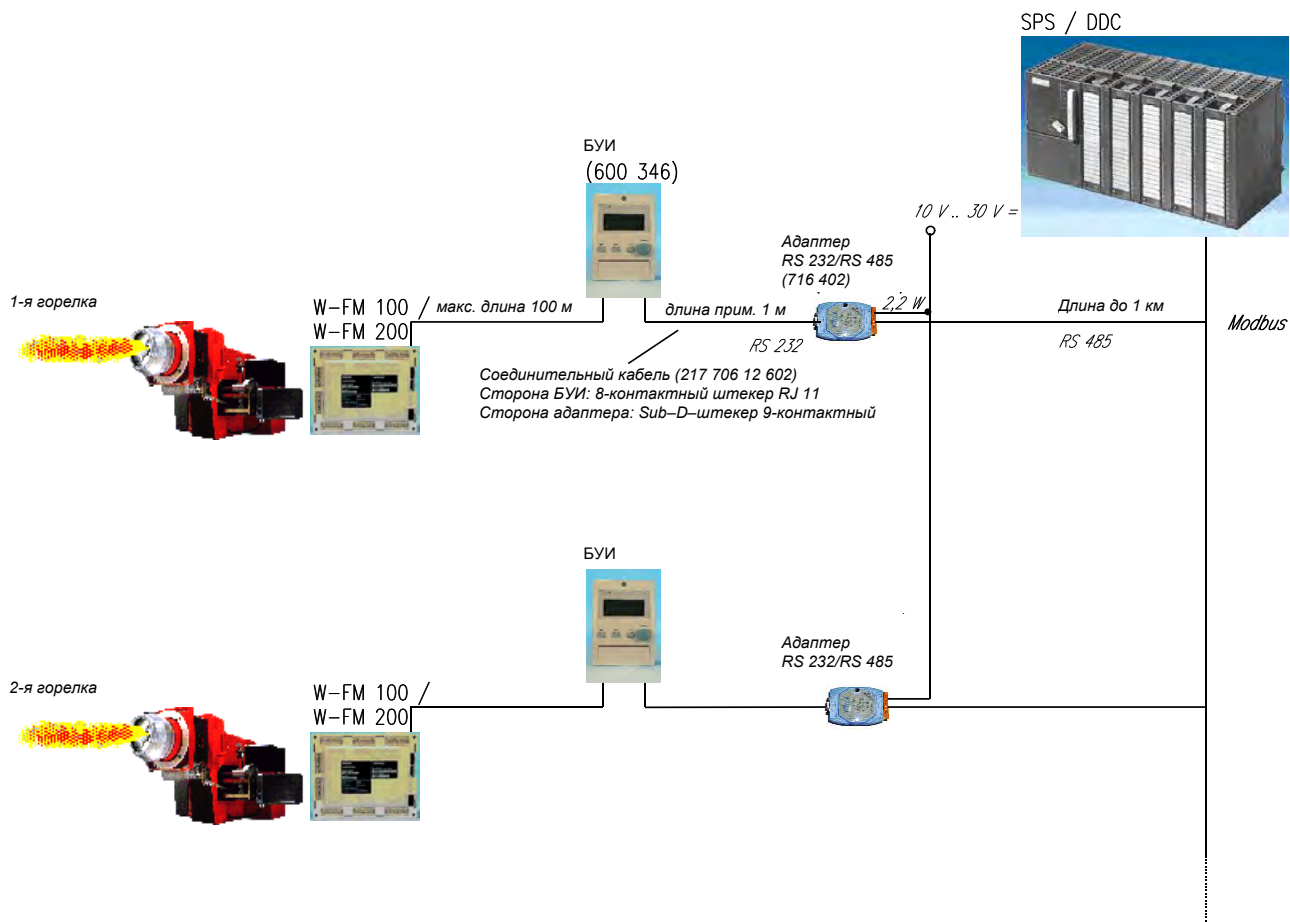 SPS / DDC
БУИ
(600 346)
10 V .. 30 V =
Адаптер
RS 232/RS 485
(716 402)
1-я горелка
W-FM 100 /
W-FM 200
макс. длина 100 м
длина прим. 1 м
2,2 W
Длина до 1 км
Modbus
RS 232
RS 485
Соединительный кабель (217 706 12 602)
Сторона БУИ: 8-контактный штекер RJ 11
Сторона адаптера: Sub–D–штекер 9-контактный
БУИ
Адаптер
RS 232/RS 485
2-я горелка
W-FM 100 /
W-FM 200